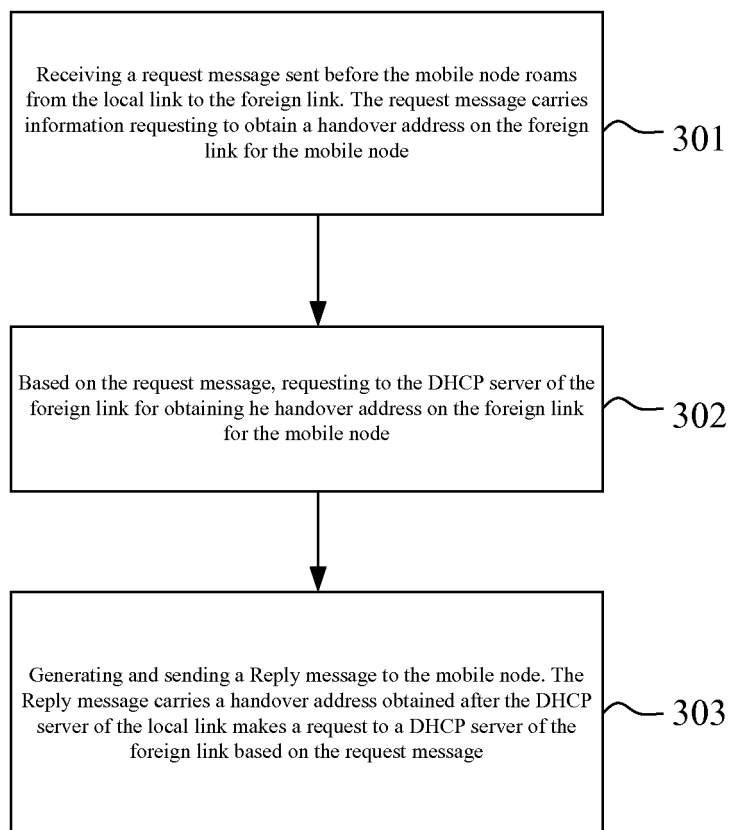 Receiving a request message sent before the mobile node roams
from the local link to the foreign link. The request message carries
information requesting to obtain a handover address on the foreign
link for the mobile node
301
Based on the request message, requesting to the DHCP server of the
foreign link for obtaining he handover address on the foreign link
for the mobile node
302
Generating and sending a Reply message to the mobile node. The
Reply message carries a handover address obtained after the DHCP
server of the local link makes a request to a DHCP server of the
foreign link based on the request message
303